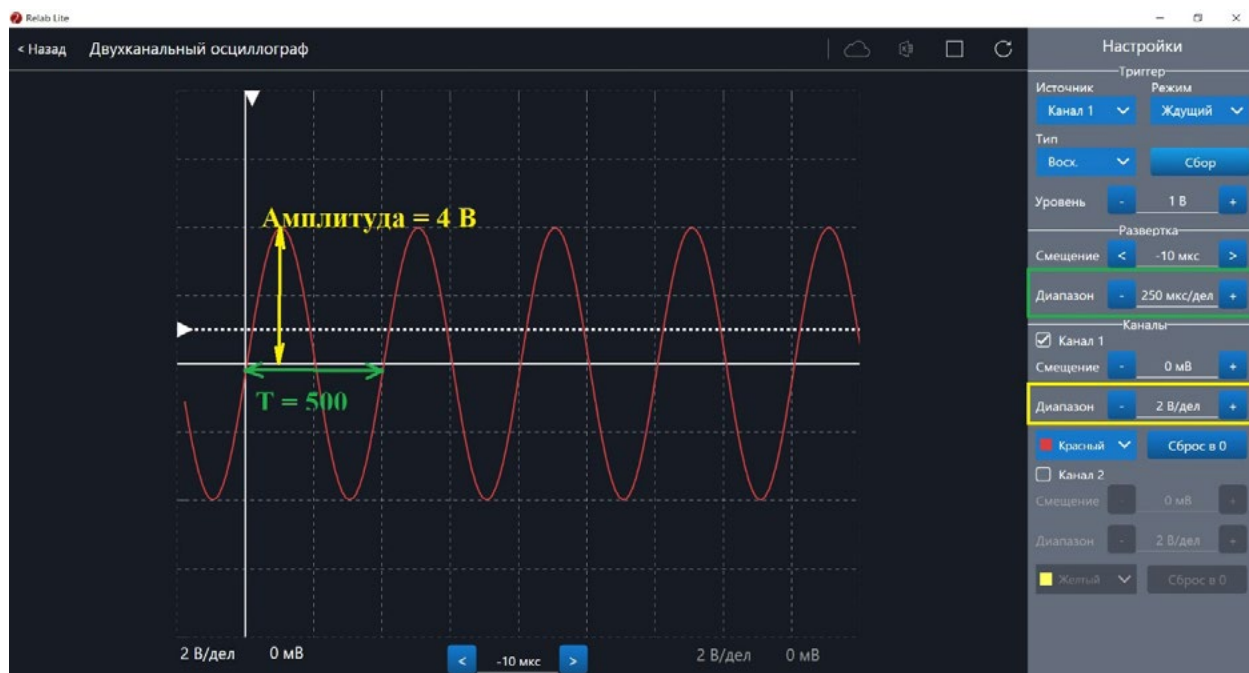 Relab Lite
< Назад Двухканальный осциллограф
Настройки
Триггер
Источник Режим
Канал 1 Ждущий
Тип
Восх. Сбор
Уровень - 1 В +
Развертка
Смещение < -10 мкс >
Диапазон - 250 мкс/дел +
Каналы
Канал 1
Смещение - 0 мВ +
Диапазон - 2 В/дел +
Красный Сброс в 0
Канал 2
Смещение - 0 мВ +
Диапазон - 2 В/дел +
Желтый Сброс в 0
Амплитуда = 4 В
T = 500
2 В/дел 0 мВ < -10 мкс > 2 В/дел 0 мВ